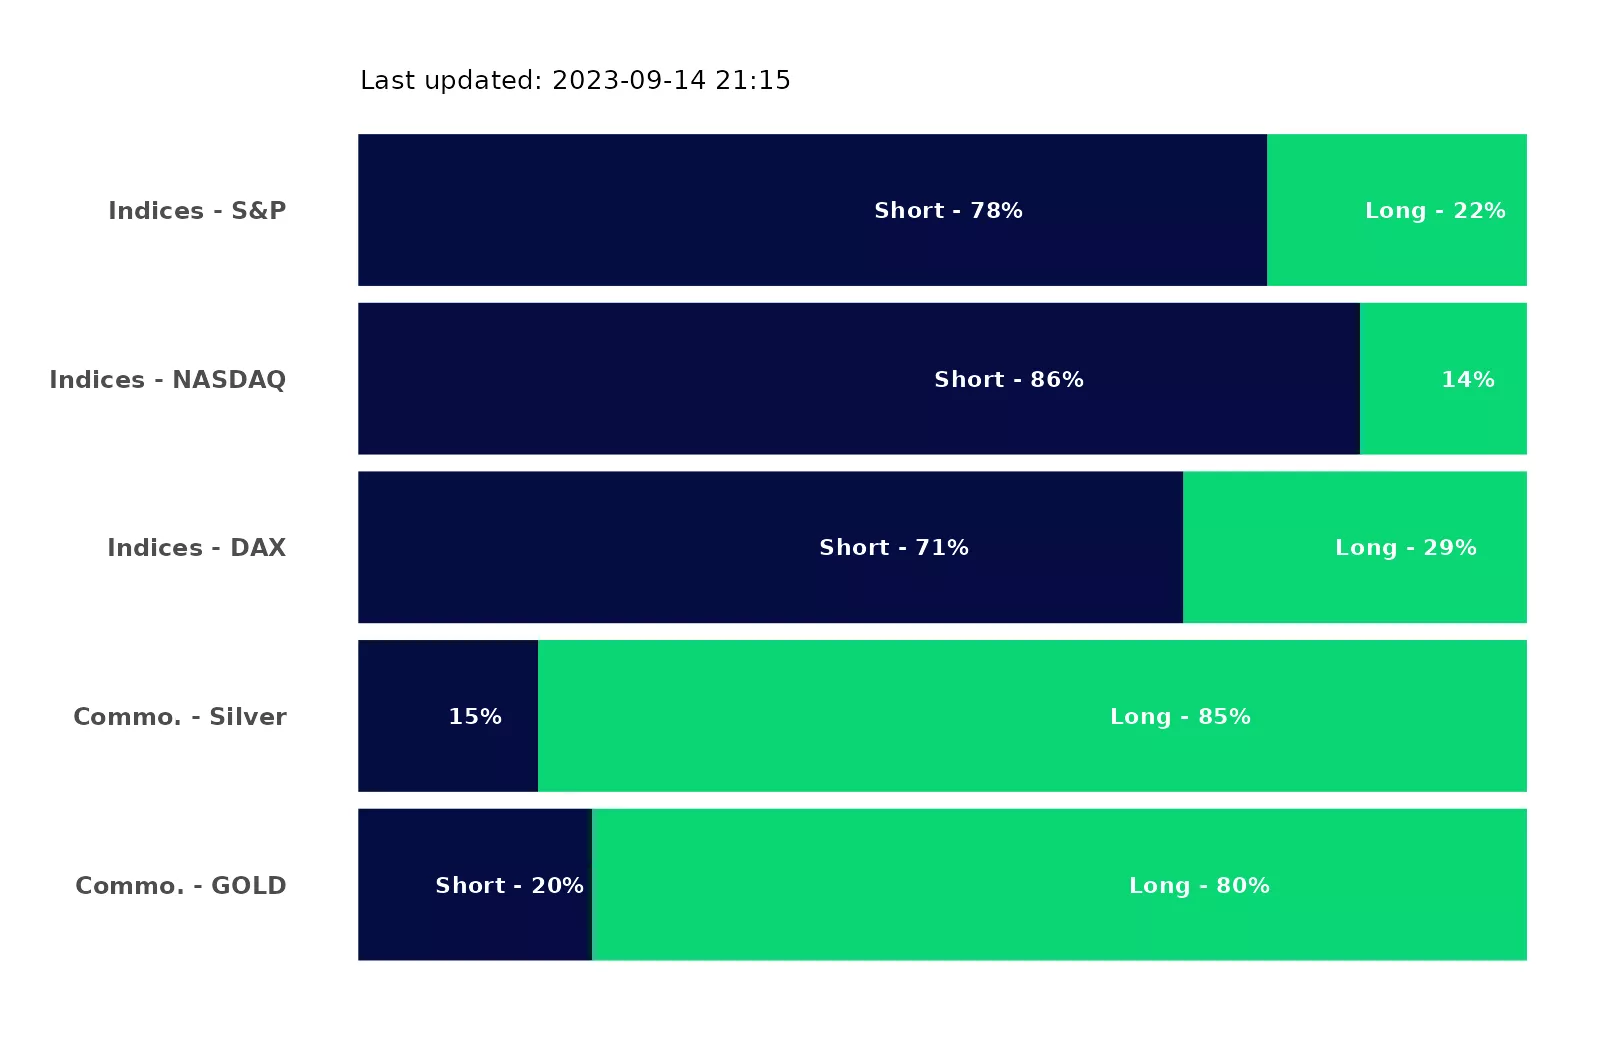 Last updated: 2023-09-14 21:15
Indices - S&P Short - 78% Long - 22%
Indices - NASDAQ Short - 86% 14%
Indices - DAX Short - 71% Long - 29%
Commo. - Silver 15% Long - 85%
Commo. - GOLD Short - 20% Long - 80%